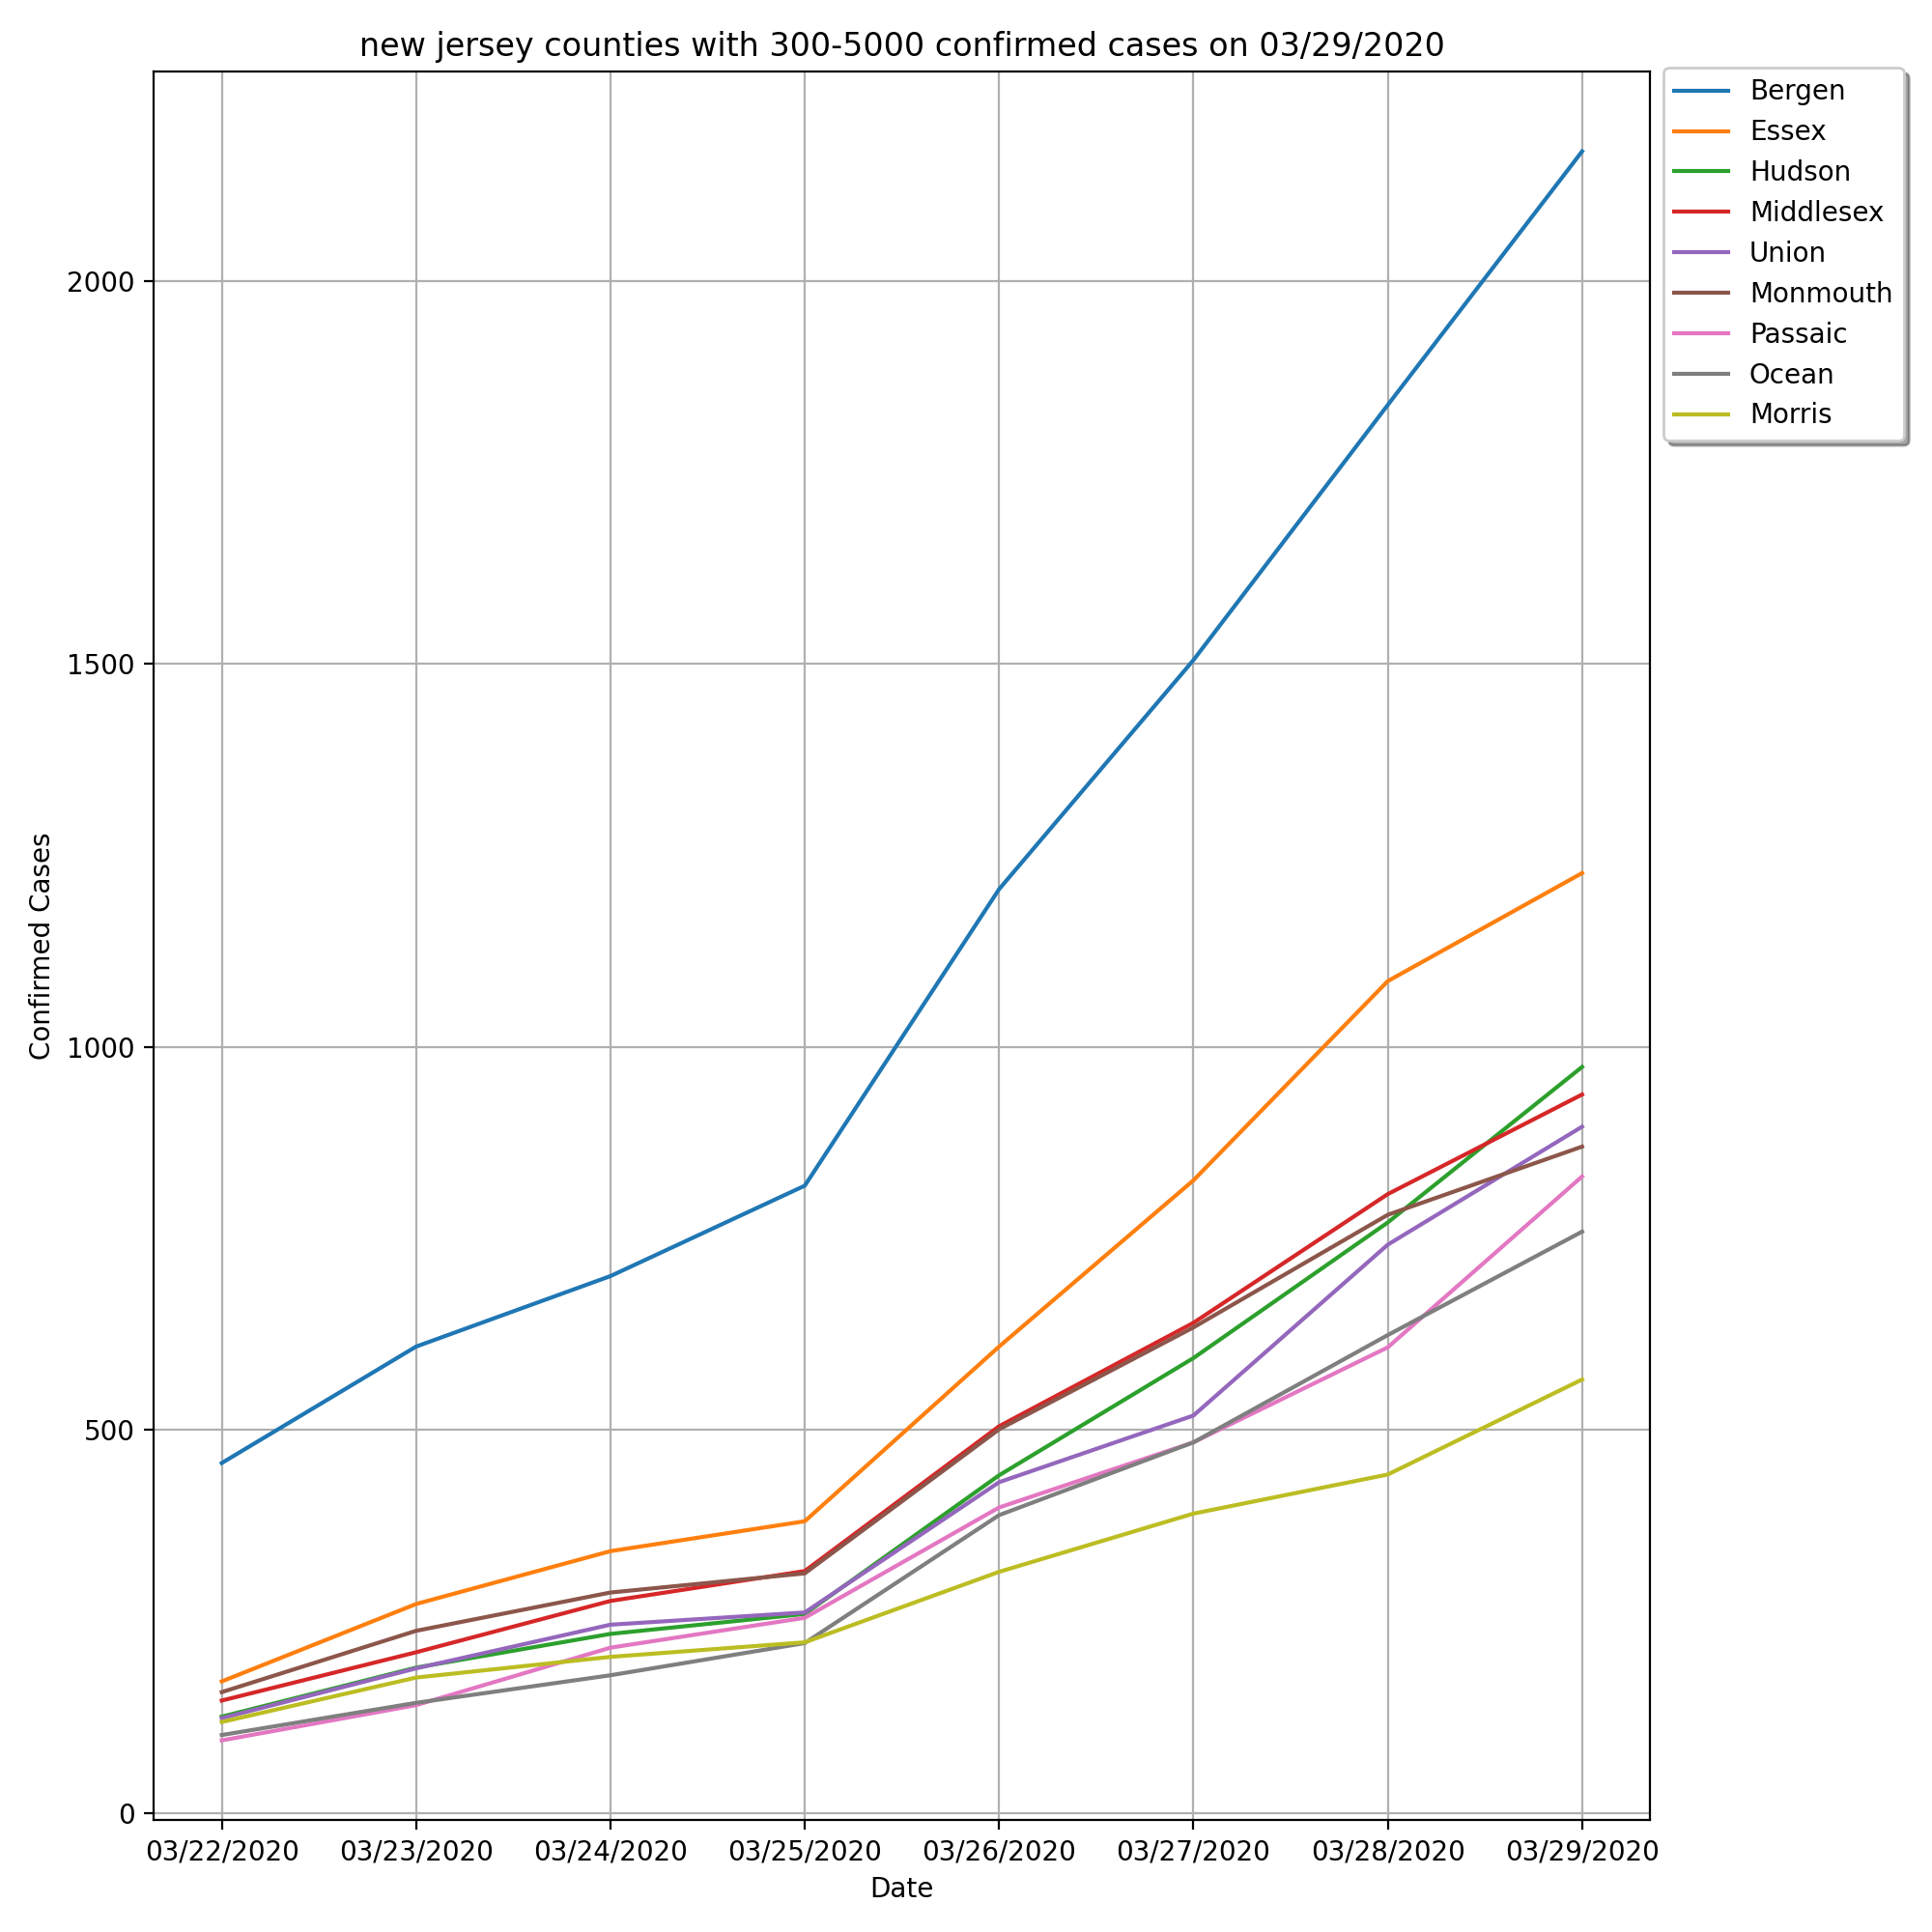 new jersey counties with 300-5000 confirmed cases on 03/29/2020
Bergen
Essex
Hudson
Middlesex
Union
Monmouth
Passaic
Ocean
Morris
Confirmed Cases
2000
1500
1000
500
0
03/22/2020 03/23/2020 03/24/2020 03/25/2020 03/26/2020 03/27/2020 03/28/2020 03/29/2020
Date